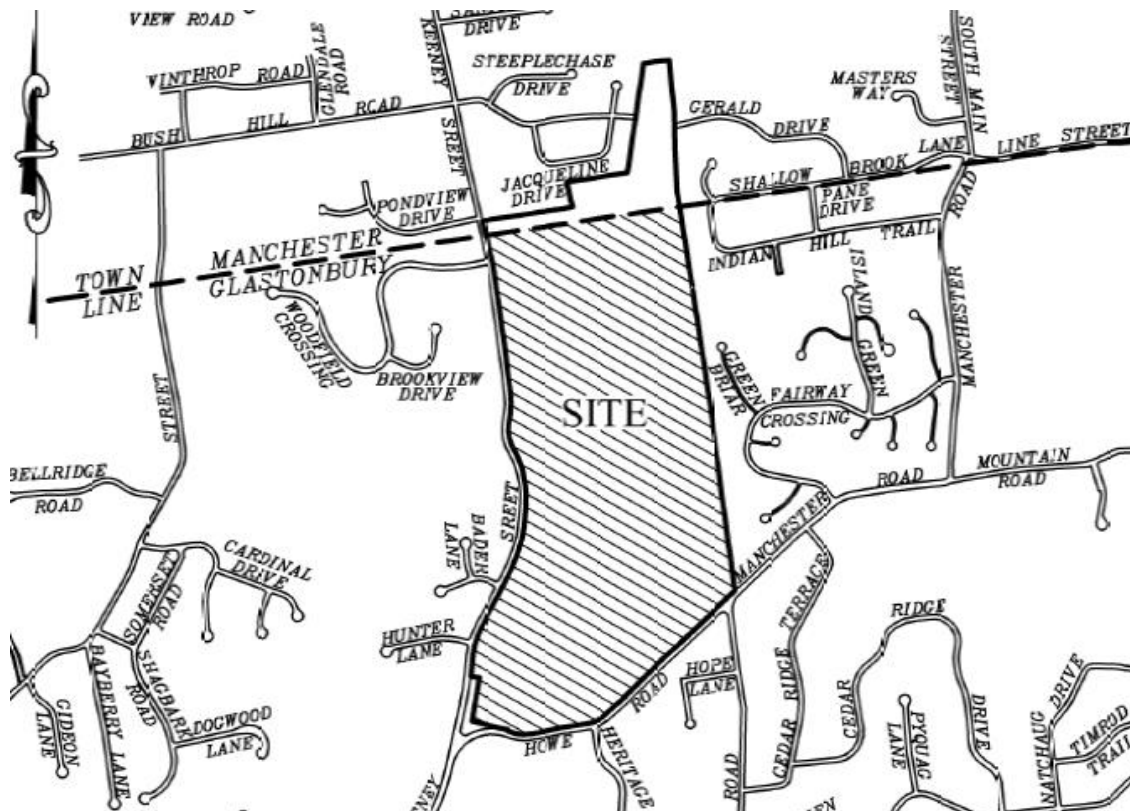 VIEW ROAD
DRIVE
KEENEY
SREET
STEEPLECHASE
DRIVE
WINTHROP ROAD
GLENDALE
ROAD
BUSH HILL ROAD
MASTERS
WAY
SOUTH MAIN
STREET
GERALD DRIVE
JACQUELINE
DRIVE
SHALLOW BROOK LANE
LINE STREET
PONDVIEW
DRIVE
PANE
DRIVE
INDIAN HILL TRAIL
ROAD
MANCHESTER
TOWN
LINE
MANCHESTER
GLASTONBURY
WOODFIELD
CROSSING
BROOKVIEW
DRIVE
ISLAND
GREEN
GREEN
BRIAR
FAIRWAY
CROSSING
SITE
STREET
BELLRIDGE
ROAD
MOUNTAIN
ROAD
ROAD
MANCHESTER
SREET
BADER
LANE
CARDINAL
DRIVE
SOMERSET
ROAD
HUNTER
LANE
TERRACE
CEDAR RIDGE
HOPE
LANE
ROAD
HOWE
HERITAGE
SHAGBARK
ROAD
BAYBERRY LANE
GIDEON
LANE
DOGWOOD
LANE
CEDAR
RIDGE
DRIVE
PYQUAG
LANE
NATCHAUG
DRIVE
TIMROD
TRAIL
ROAD